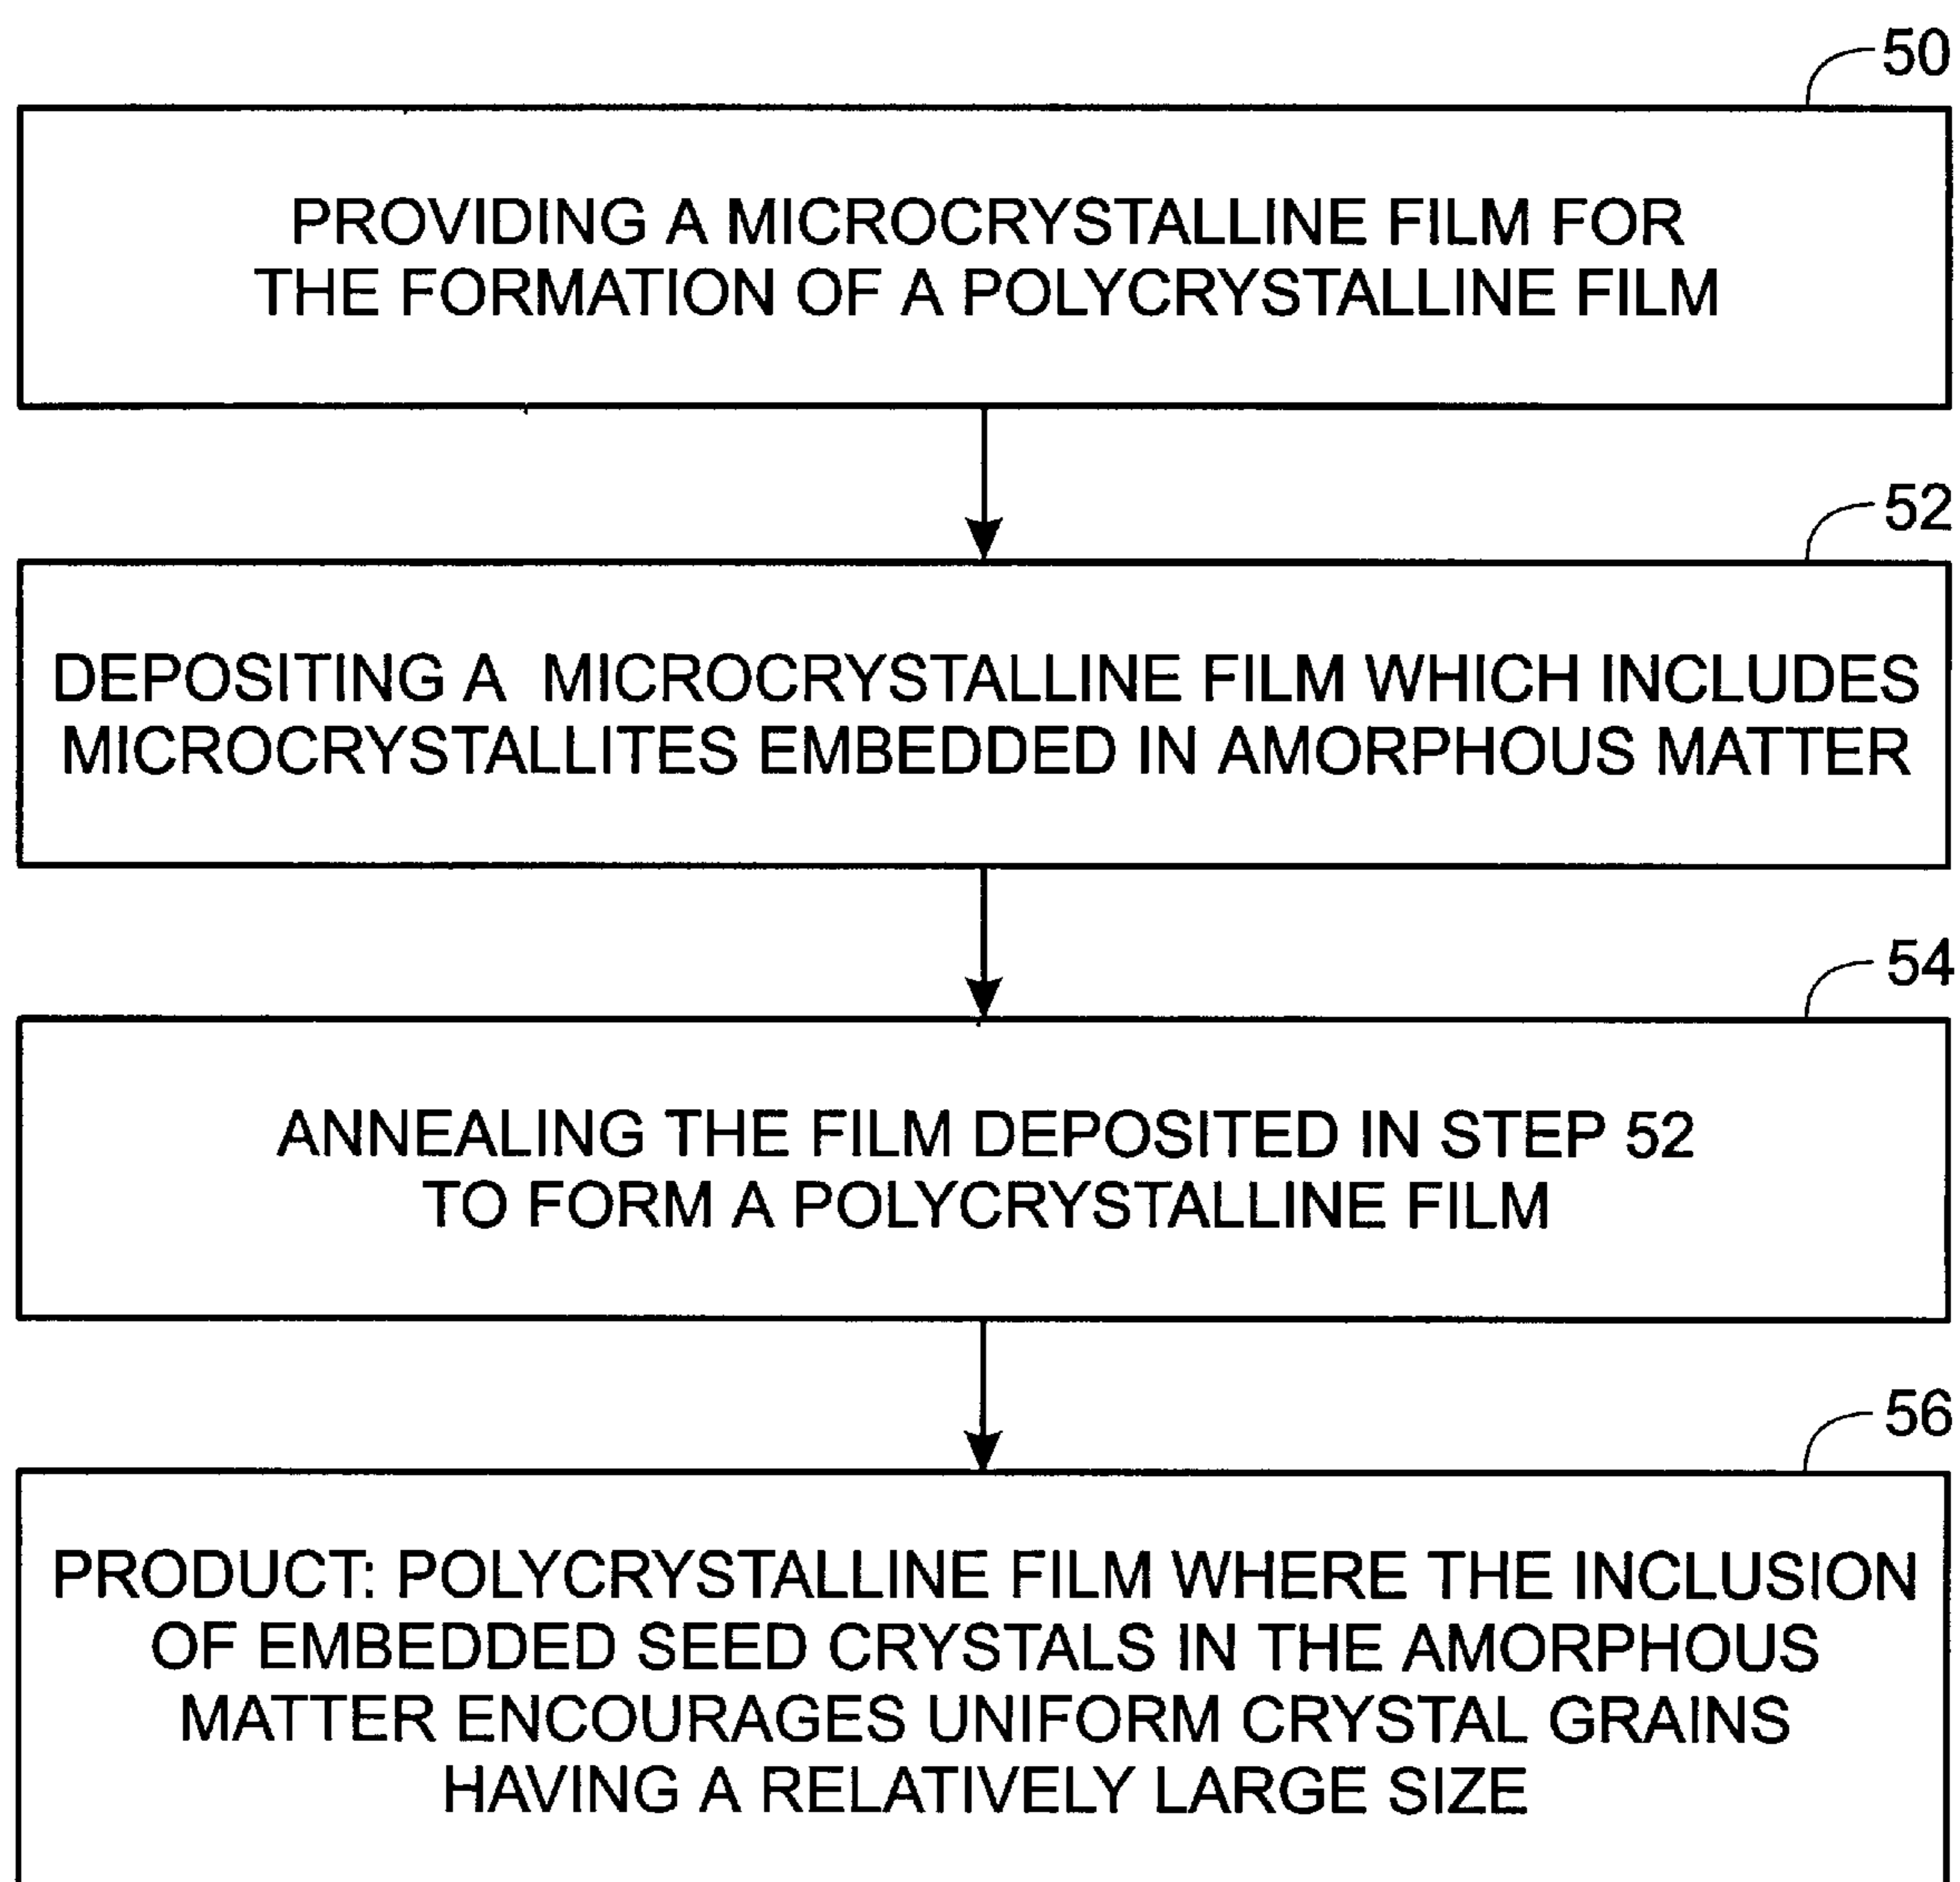 50
PROVIDING A MICROCRYSTALLINE FILM FOR
THE FORMATION OF A POLYCRYSTALLINE FILM
52
DEPOSITING A MICROCRYSTALLINE FILM WHICH INCLUDES
MICROCRYSTALLITES EMBEDDED IN AMORPHOUS MATTER
54
ANNEALING THE FILM DEPOSITED IN STEP 52
TO FORM A POLYCRYSTALLINE FILM
56
PRODUCT: POLYCRYSTALLINE FILM WHERE THE INCLUSION
OF EMBEDDED SEED CRYSTALS IN THE AMORPHOUS
MATTER ENCOURAGES UNIFORM CRYSTAL GRAINS
HAVING A RELATIVELY LARGE SIZE